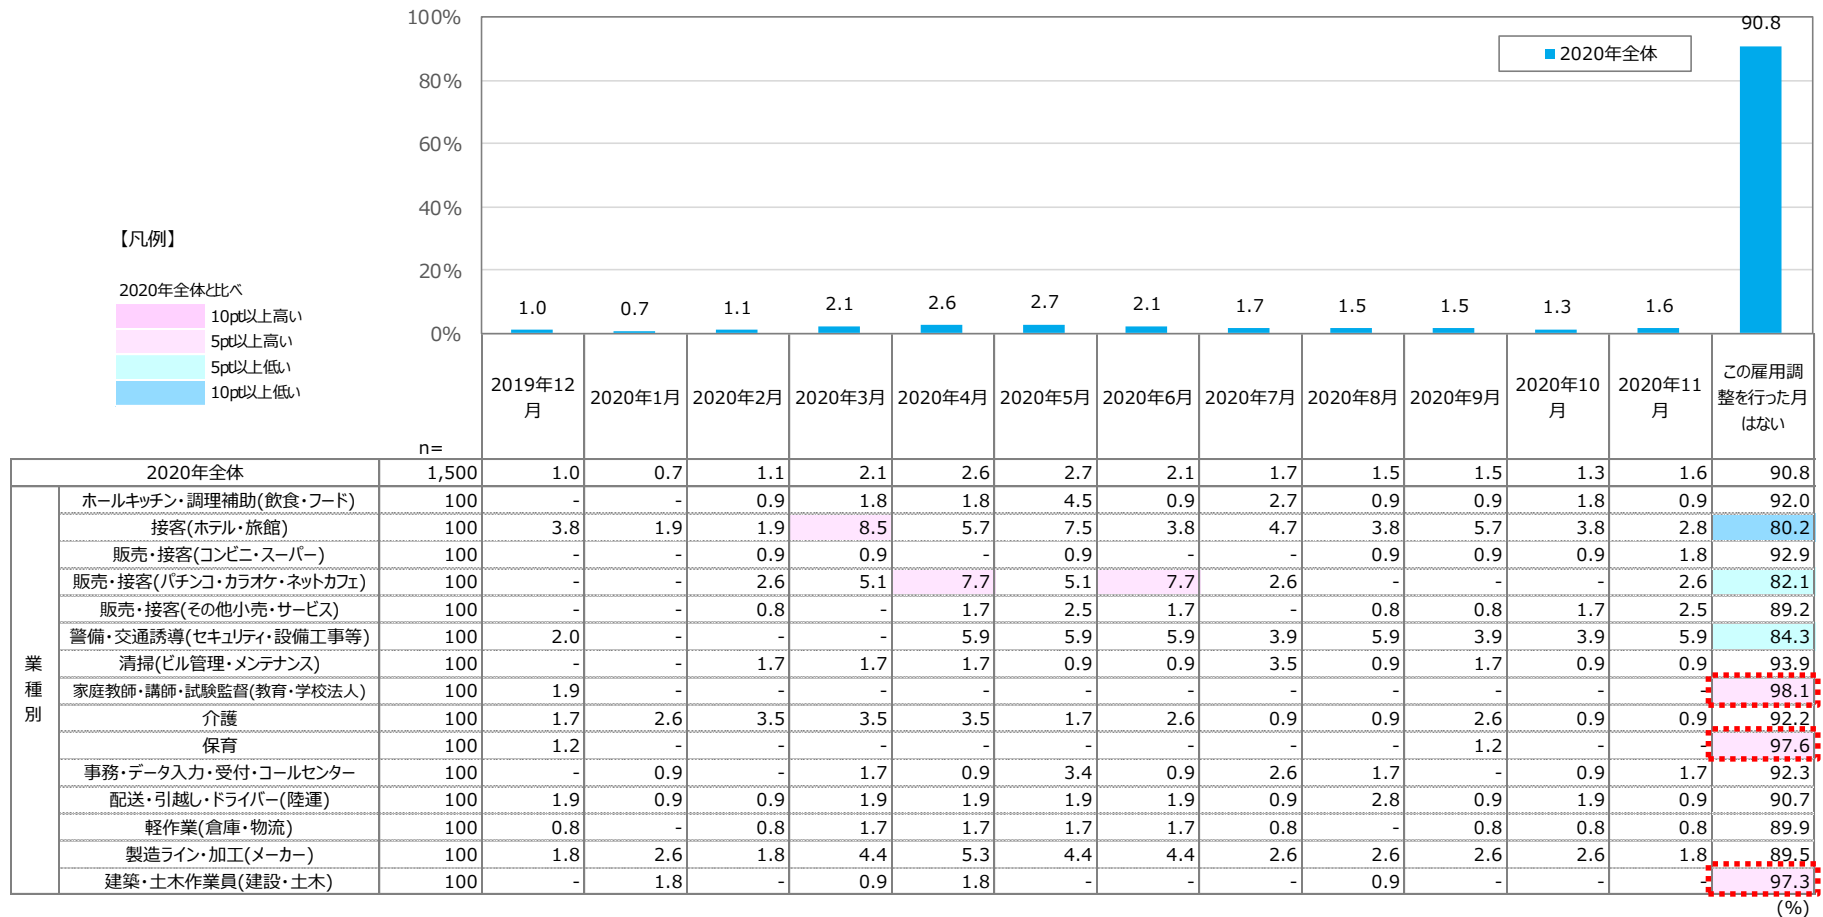 100%
90.8
2020年全体
80%
60%
40%
【凡例】
20%
2020年全体と比べ
10pt以上高い
5pt以上高い
5pt以上低い
10pt以上低い
1.0 0.7 1.1 2.1 2.6 2.7 2.1 1.7 1.5 1.5 1.3 1.6
0%
2019年12月 2020年1月 2020年2月 2020年3月 2020年4月 2020年5月 2020年6月 2020年7月 2020年8月 2020年9月 2020年10月 2020年11月 この雇用調整を行った月はない
n=
2020年全体 1,500 1.0 0.7 1.1 2.1 2.6 2.7 2.1 1.7 1.5 1.5 1.3 1.6 90.8
業種別
ホールキッチン・調理補助(飲食・フード) 100 - - 0.9 1.8 1.8 4.5 0.9 2.7 0.9 0.9 1.8 0.9 92.0
接客(ホテル・旅館) 100 3.8 1.9 1.9 8.5 5.7 7.5 3.8 4.7 3.8 5.7 3.8 2.8 80.2
販売・接客(コンビニ・スーパー) 100 - - 0.9 0.9 - 0.9 - - 0.9 0.9 0.9 1.8 92.9
販売・接客(パチンコ・カラオケ・ネットカフェ) 100 - - 2.6 5.1 7.7 5.1 7.7 2.6 - - - 2.6 82.1
販売・接客(その他小売・サービス) 100 - - 0.8 - 1.7 2.5 1.7 - 0.8 0.8 1.7 2.5 89.2
警備・交通誘導(セキュリティ・設備工事等) 100 2.0 - - - 5.9 5.9 5.9 3.9 5.9 3.9 3.9 5.9 84.3
清掃(ビル管理・メンテナンス) 100 - - 1.7 1.7 1.7 0.9 0.9 3.5 0.9 1.7 0.9 0.9 93.9
家庭教師・講師・試験監督(教育・学校法人) 100 1.9 - - - - - - - - - - - 98.1
介護 100 1.7 2.6 3.5 3.5 3.5 1.7 2.6 0.9 0.9 2.6 0.9 0.9 92.2
保育 100 1.2 - - - - - - - - 1.2 - - 97.6
事務・データ入力・受付・コールセンター 100 - 0.9 - 1.7 0.9 3.4 0.9 2.6 1.7 - 0.9 1.7 92.3
配送・引越し・ドライバー(陸運) 100 1.9 0.9 0.9 1.9 1.9 1.9 1.9 0.9 2.8 0.9 1.9 0.9 90.7
軽作業(倉庫・物流) 100 0.8 - 0.8 1.7 1.7 1.7 1.7 0.8 - 0.8 0.8 0.8 89.9
製造ライン・加工(メーカー) 100 1.8 2.6 1.8 4.4 5.3 4.4 4.4 2.6 2.6 2.6 2.6 1.8 89.5
建築・土木作業員(建設・土木) 100 - 1.8 - 0.9 1.8 - - - 0.9 - - - 97.3
(%)